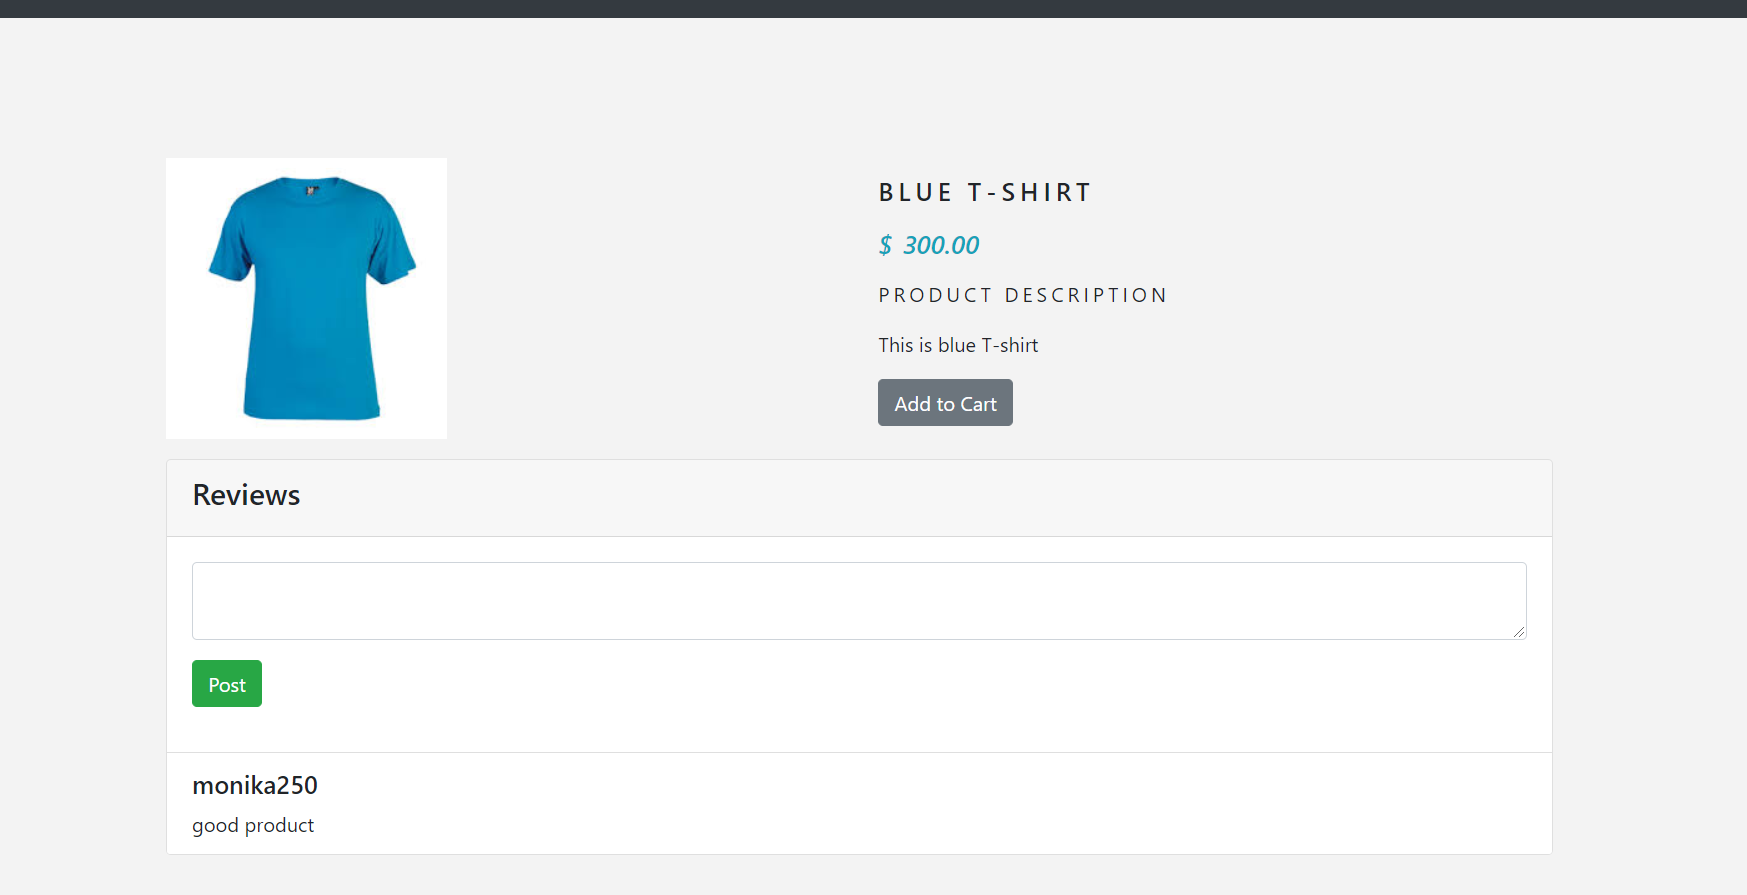 BLUE T-SHIRT
$ 300.00
PRODUCT DESCRIPTION
This is blue T-shirt
Add to Cart
Reviews
Post
monika250
good product